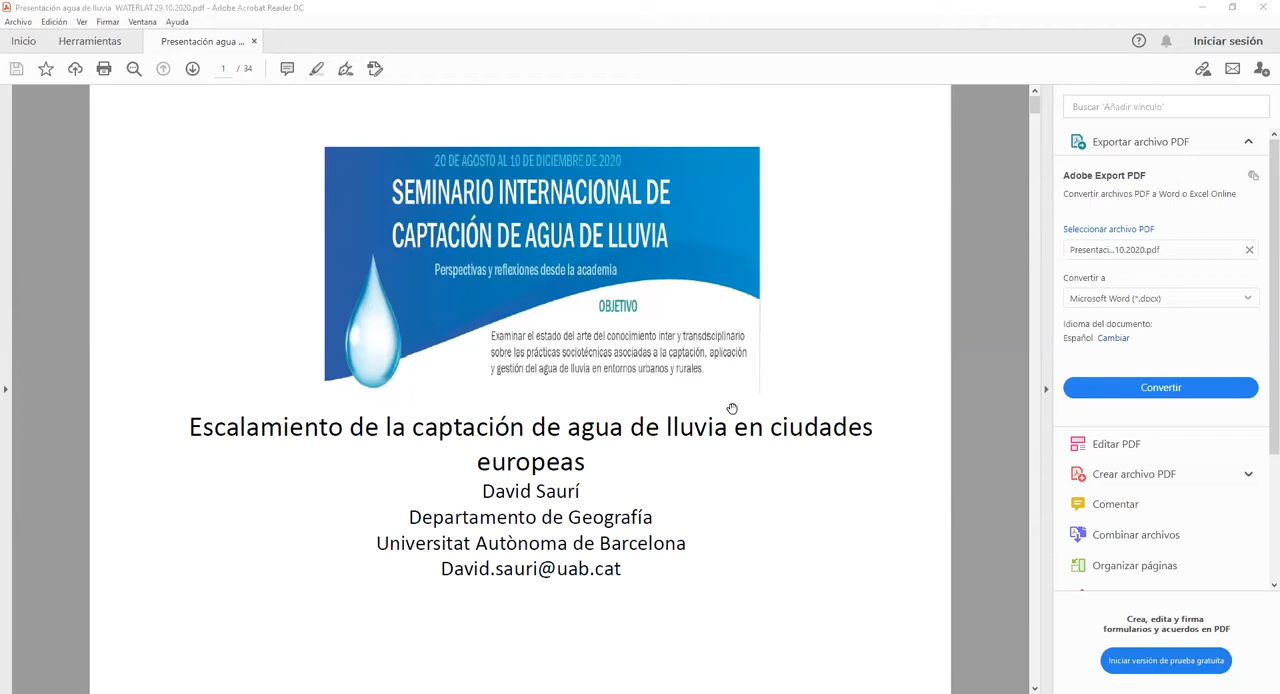 Presentación agua de lluvia WATERLAT 29.10.2020.pdf - Adobe Acrobat Reader DC
Archivo Edición Ver Firmar Ventana Ayuda
Inicio Herramientas Presentación agua ... × Iniciar sesión
1 / 34
Buscar 'Añadir vínculo'
Exportar archivo PDF
Adobe Export PDF
Convertir archivos PDF a Word o Excel Online
Seleccionar archivo PDF
Presentaci...10.2020.pdf
Convertir a
Microsoft Word (*.docx)
Idioma del documento:
Español Cambiar
Convertir
Editar PDF
Crear archivo PDF
Comentar
Combinar archivos
Organizar páginas
Crea, edita y firma
formularios y acuerdos en PDF
Iniciar versión de prueba gratuita
20 DE AGOSTO AL 10 DE DICIEMBRE DE 2020
SEMINARIO INTERNACIONAL DE
CAPTACIÓN DE AGUA DE LLUVIA
Perspectivas y reflexiones desde la academia
OBJETIVO
Examinar el estado del arte del conocimiento inter y transdisciplinario
sobre las prácticas sociotécnicas asociadas a la captación, aplicación
y gestión del agua de lluvia en entornos urbanos y rurales.
Escalamiento de la captación de agua de lluvia en ciudades
europeas
David Saurí
Departamento de Geografía
Universitat Autònoma de Barcelona
David.sauri@uab.cat